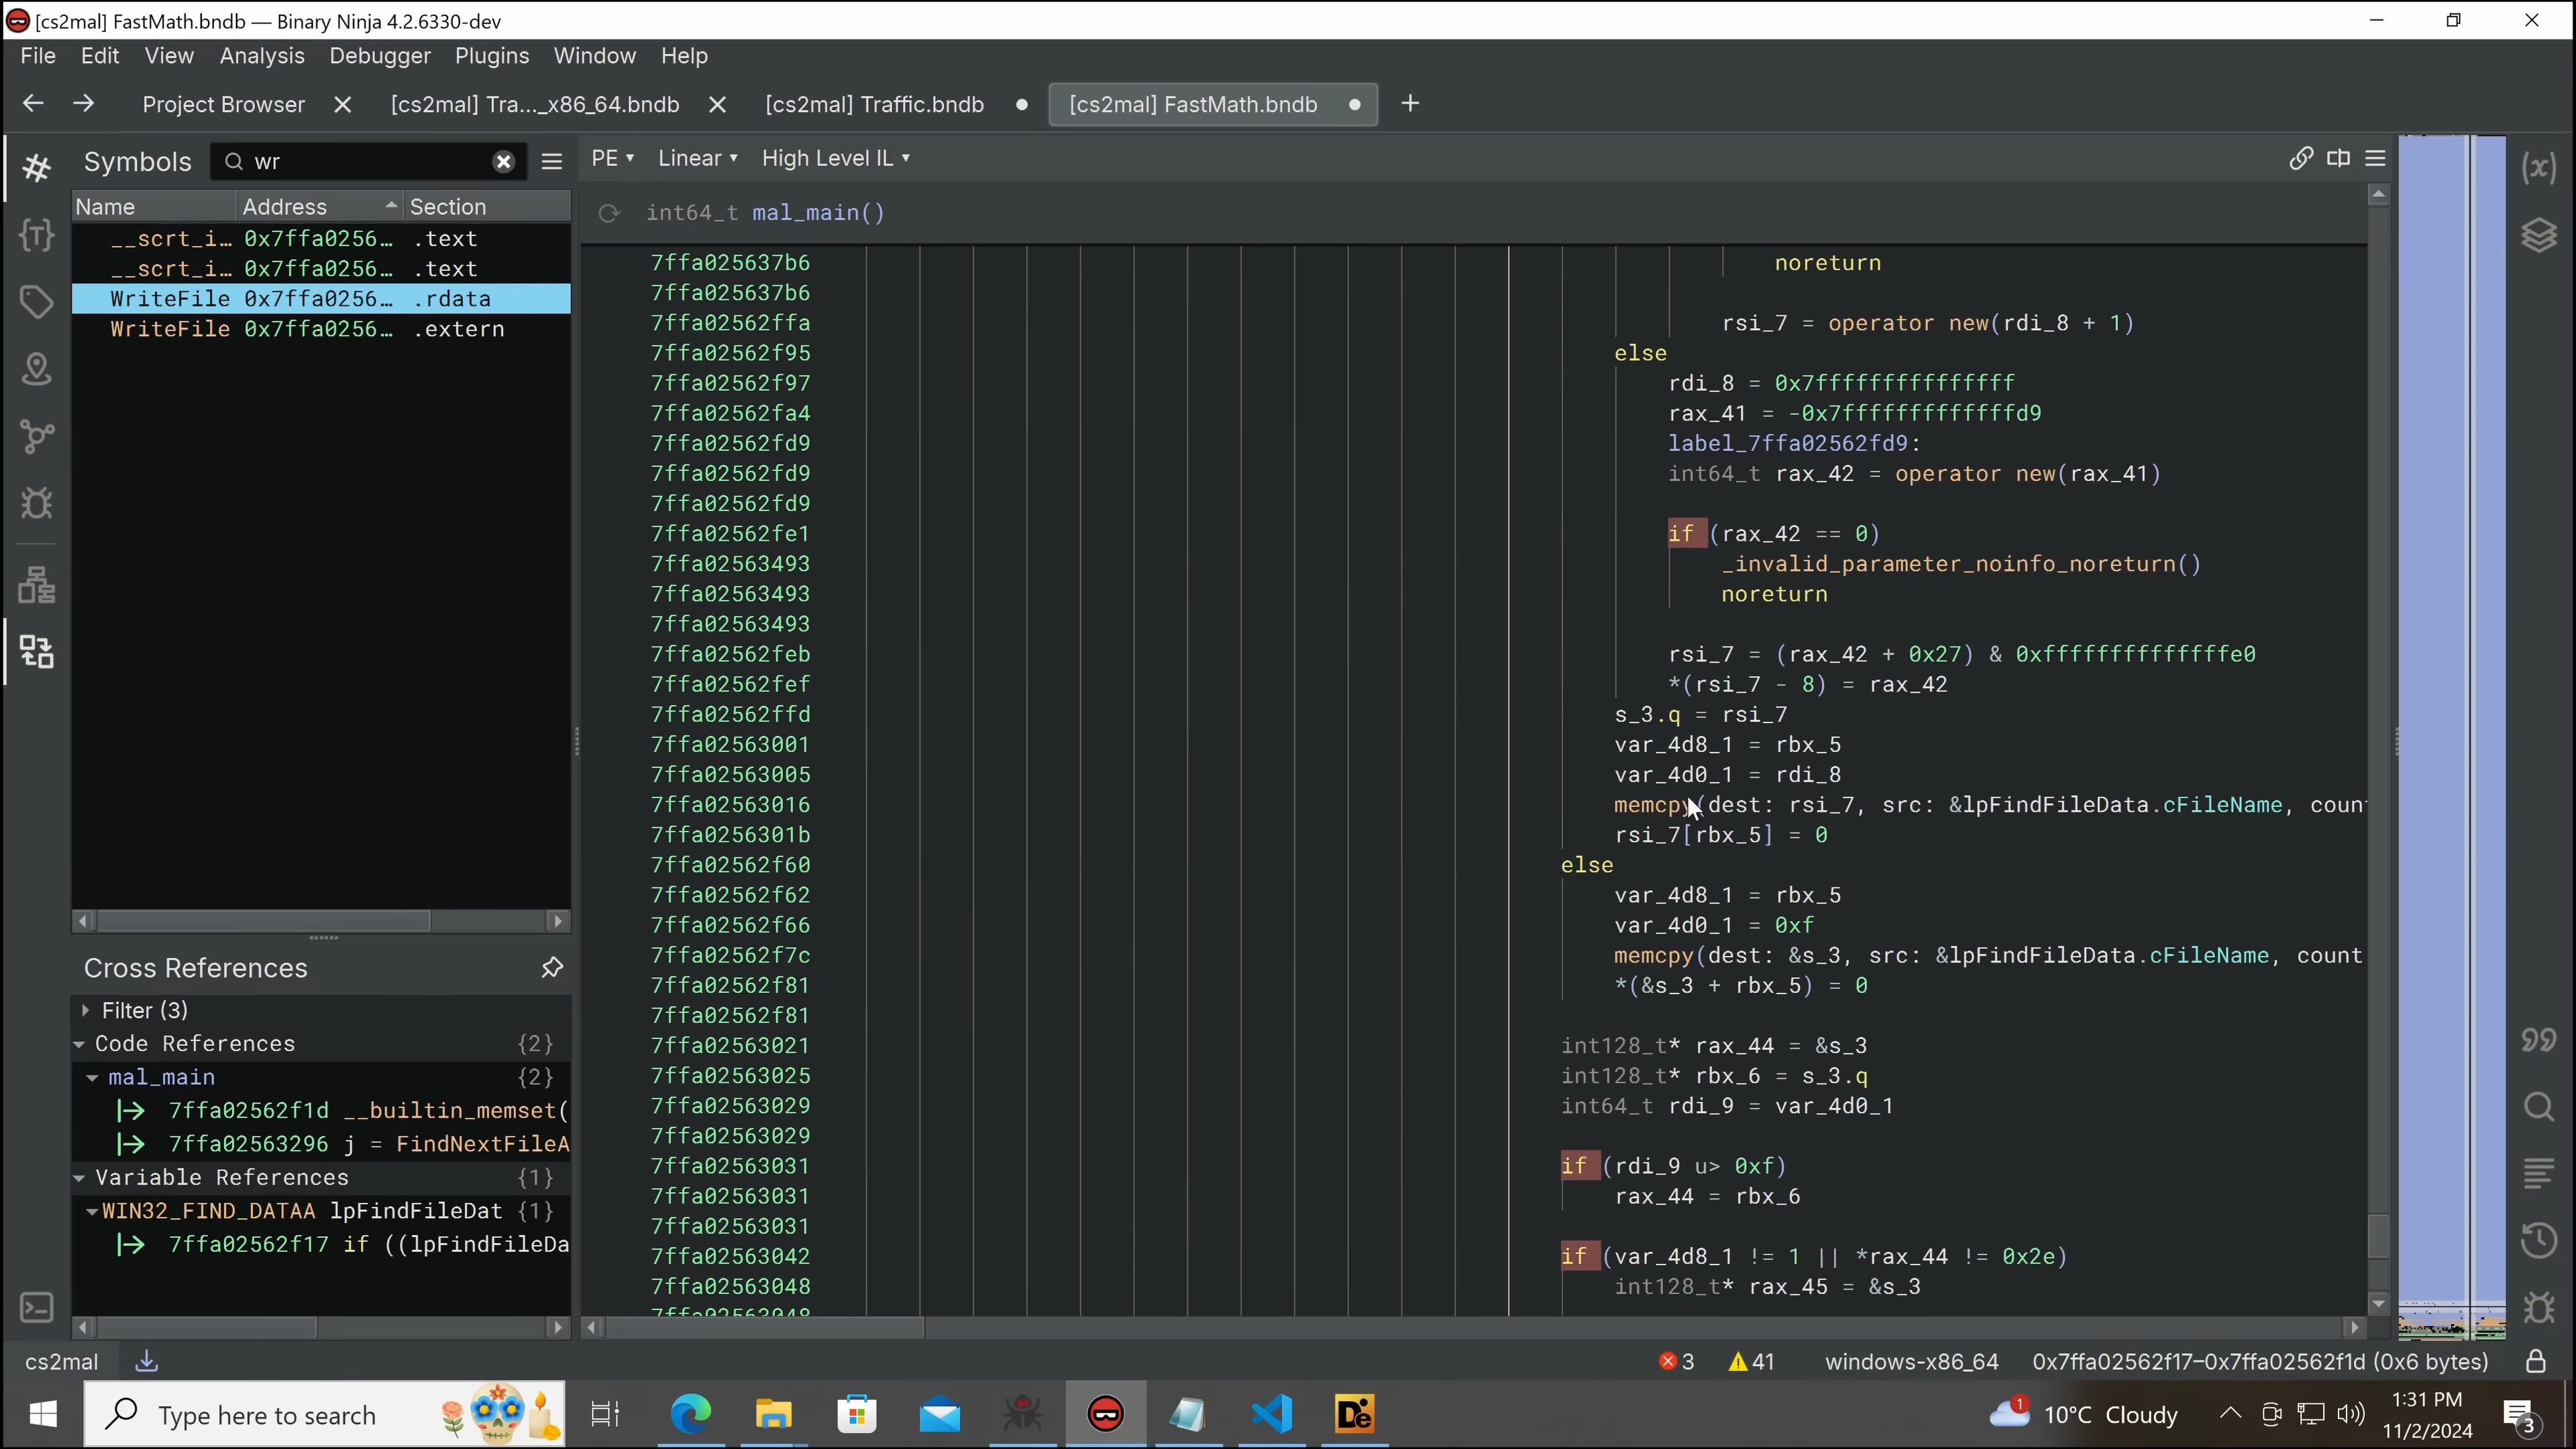 [cs2mal] FastMath.bndb — Binary Ninja 4.2.6330-dev
File Edit View Analysis Debugger Plugins Window Help
Project Browser [cs2mal] Tra..._x86_64.bndb [cs2mal] Traffic.bndb [cs2mal] FastMath.bndb
Symbols wr
PE Linear High Level IL
Name Address Section
__scrt_i… 0x7ffa0256… .text
__scrt_i… 0x7ffa0256… .text
WriteFile 0x7ffa0256… .rdata
WriteFile 0x7ffa0256… .extern
Cross References
Filter (3)
Code References {2}
mal_main {2}
7ffa02562f1d __builtin_memset(
7ffa02563296 j = FindNextFileA
Variable References {1}
WIN32_FIND_DATAA lpFindFileDat {1}
7ffa02562f17 if ((lpFindFileDa
int64_t mal_main()
7ffa025637b6 noreturn
7ffa025637b6
7ffa02562ffa rsi_7 = operator new(rdi_8 + 1)
7ffa02562f95 else
7ffa02562f97 rdi_8 = 0x7fffffffffffffff
7ffa02562fa4 rax_41 = -0x7fffffffffffffd9
7ffa02562fd9 label_7ffa02562fd9:
7ffa02562fd9 int64_t rax_42 = operator new(rax_41)
7ffa02562fd9
7ffa02562fe1 if (rax_42 == 0)
7ffa02563493 _invalid_parameter_noinfo_noreturn()
7ffa02563493 noreturn
7ffa02563493
7ffa02562feb rsi_7 = (rax_42 + 0x27) & 0xffffffffffffffe0
7ffa02562fef *(rsi_7 - 8) = rax_42
7ffa02562ffd s_3.q = rsi_7
7ffa02563001 var_4d8_1 = rbx_5
7ffa02563005 var_4d0_1 = rdi_8
7ffa02563016 memcpy(dest: rsi_7, src: &lpFindFileData.cFileName, coun
7ffa0256301b rsi_7[rbx_5] = 0
7ffa02562f60 else
7ffa02562f62 var_4d8_1 = rbx_5
7ffa02562f66 var_4d0_1 = 0xf
7ffa02562f7c memcpy(dest: &s_3, src: &lpFindFileData.cFileName, count
7ffa02562f81 *(&s_3 + rbx_5) = 0
7ffa02562f81
7ffa02563021 int128_t* rax_44 = &s_3
7ffa02563025 int128_t* rbx_6 = s_3.q
7ffa02563029 int64_t rdi_9 = var_4d0_1
7ffa02563029
7ffa02563031 if (rdi_9 u> 0xf)
7ffa02563031 rax_44 = rbx_6
7ffa02563031
7ffa02563042 if (var_4d8_1 != 1 || *rax_44 != 0x2e)
7ffa02563048 int128_t* rax_45 = &s_3
7ffa02563048
cs2mal 3 41 windows-x86_64 0x7ffa02562f17–0x7ffa02562f1d (0x6 bytes)
Type here to search
1 10°C Cloudy 1:31 PM
11/2/2024 3